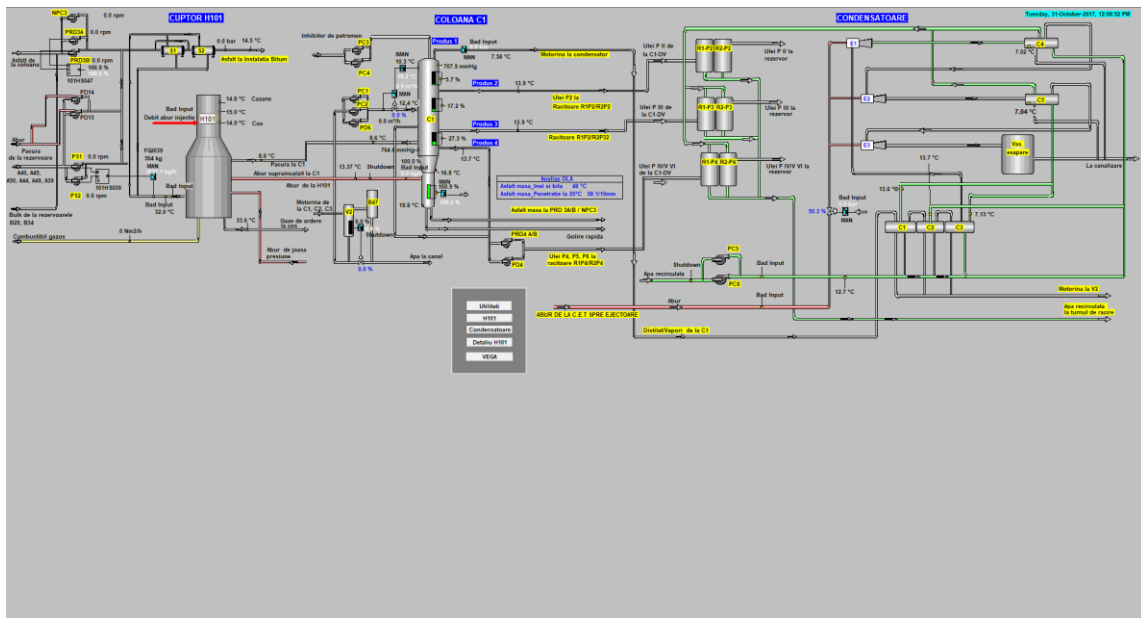 CUPTOR H101
COLOANA C1
CONDENSATOARE
Tuesday, 31-October-2017, 12:08:52 PM
NPC3
0.0 rpm
PRD3A
0.0 rpm
Asfalt de
la coloana
PRD3B 0.0 rpm
100.9 %
101HS047
S1
S2
0.0 bar
14.5 °C
Asfalt la Instalatia Bitum
PD14
PD13
Abur
Pacura
de la rezervoare
PS1
0.0 rpm
A40, A45,
A50, A44, A49, A39
101HS039
PS2
0.0 rpm
Bulk de la rezervoarele
B25, B34
Combustibil gazos
0 Nm3/h
Bad Input
Debit abur injectie
H101
14.8 °C
Cazane
15.0 °C
14.9 °C
Cos
FQI039
304 kg
MAN
Bad Input
Bad Input
32.0 °C
8.6 °C
33.6 °C
Gaze de ardere
la cos
Abur de joasa
presiune
Pacura la C1
8.6 °C
13.37 °C
Shutdown
Abur supraincalzit la C1
Abur de la H101
Motorina de
la C1, C2, C3
V2
B47
0.0 %
Shutdown
0.0 %
Apa la canal
Inhibitor de petromen
PC3
PC4
PC1
PC2
PD6
MAN
10.3 °C
MAN
12.4 °C
0.0 %
0.0 m³/h
Produs 1
Bad Input
MAN
7.58 °C
Motorina la condensator
707.9 mmHg
5.7 %
Produs 2
13.9 °C
Ulei P2 la
Racitoare R1P2/R2P2
17.2 %
C1
Produs 3
13.9 °C
Racitoare R1P3/R2P32
27.3 %
Produs 4
13.7 °C
100.0 %
Bad Input
16.8 °C
MAN
100.9 %
19.8 °C
Analize OLA
Asfalt masa_Inel si bila 48 °C
Asfalt masa_Penetratie la 25°C 50 1/10mm
Asfalt masa la PRD 3A/B / NPC3
Golire rapida
PRD4 A/B
PD4
Ulei P4, P5, P6 la
racitoare R1P4/R2P4
Ulei P II de
la C1-DV
R1-P2
R2-P2
Ulei P II la
rezervor
Ulei P III de
la C1-DV
R1-P3
R2-P3
Ulei P III la
rezervor
Ulei P IV/V VI
de la C1-DV
R1-P4
R2-P4
Ulei P IV/V VI la
rezervor
E1
E2
E3
C4
7.02 °C
C5
7.04 °C
Vas
esapare
La canalizare
13.7 °C
13.6 °C
50.3 %
Bad Input
MAN
7.13 °C
C1
C2
C3
PC5
Shutdown
Bad Input
PC6
Apa recirculata
12.7 °C
Motorina la V2
Abur
Bad Input
ABUR DE LA C.E.T SPRE EJECTOARE
Apa recirculata
la turnul de racire
Distilat/Vapori de la C1
Utilitati
H101
Condensatoare
Detaliu H101
VEGA